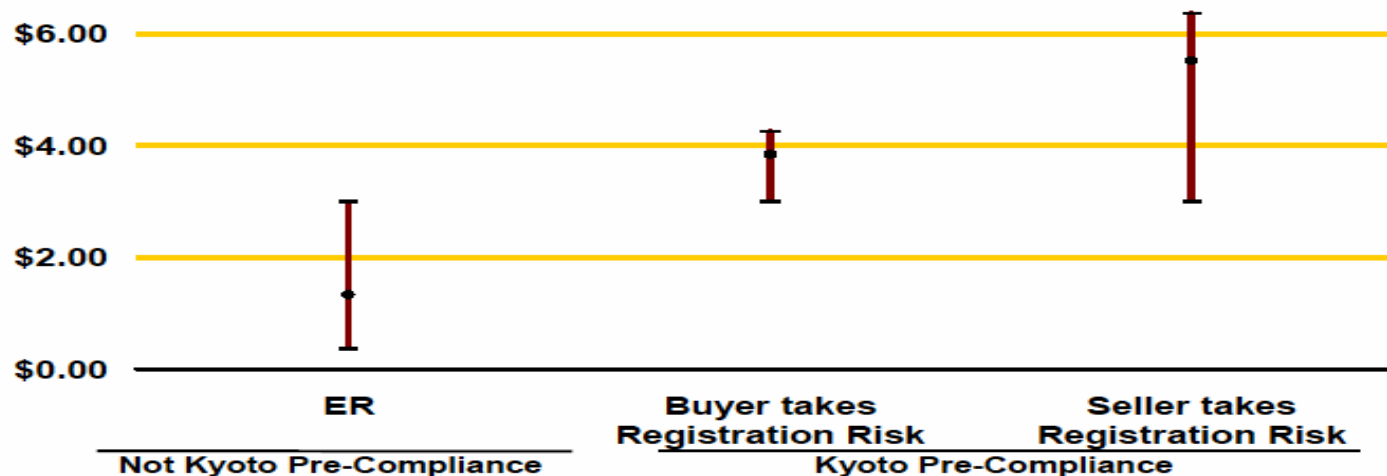 $6.00
$4.00
$2.00
$0.00
ER
Buyer takes
Registration Risk
Seller takes
Registration Risk
Not Kyoto Pre-Compliance
Kyoto Pre-Compliance